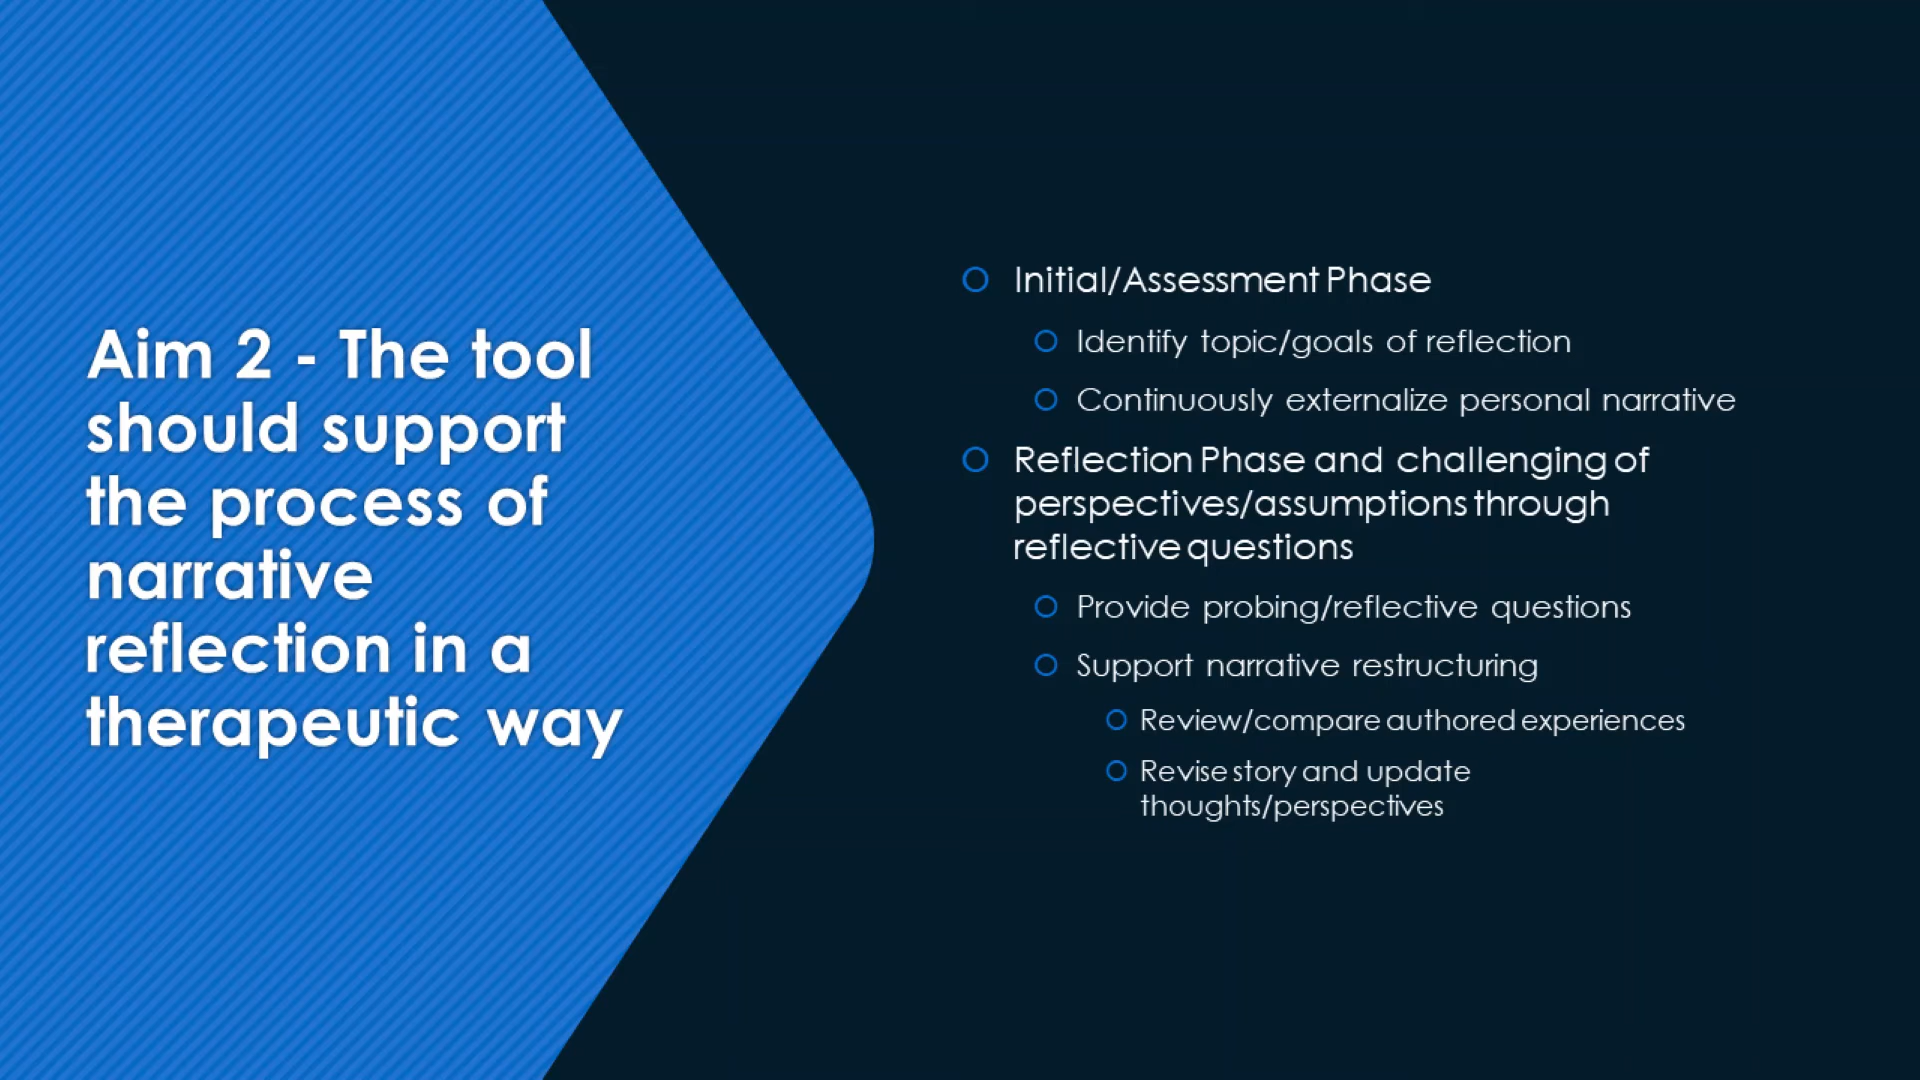 Aim 2 - The tool
should support
the process of
narrative
reflection in a
therapeutic way
Initial/Assessment Phase
Identify topic/goals of reflection
Continuously externalize personal narrative
Reflection Phase and challenging of
perspectives/assumptions through
reflective questions
Provide probing/reflective questions
Support narrative restructuring
Review/compare authored experiences
Revise story and update
thoughts/perspectives